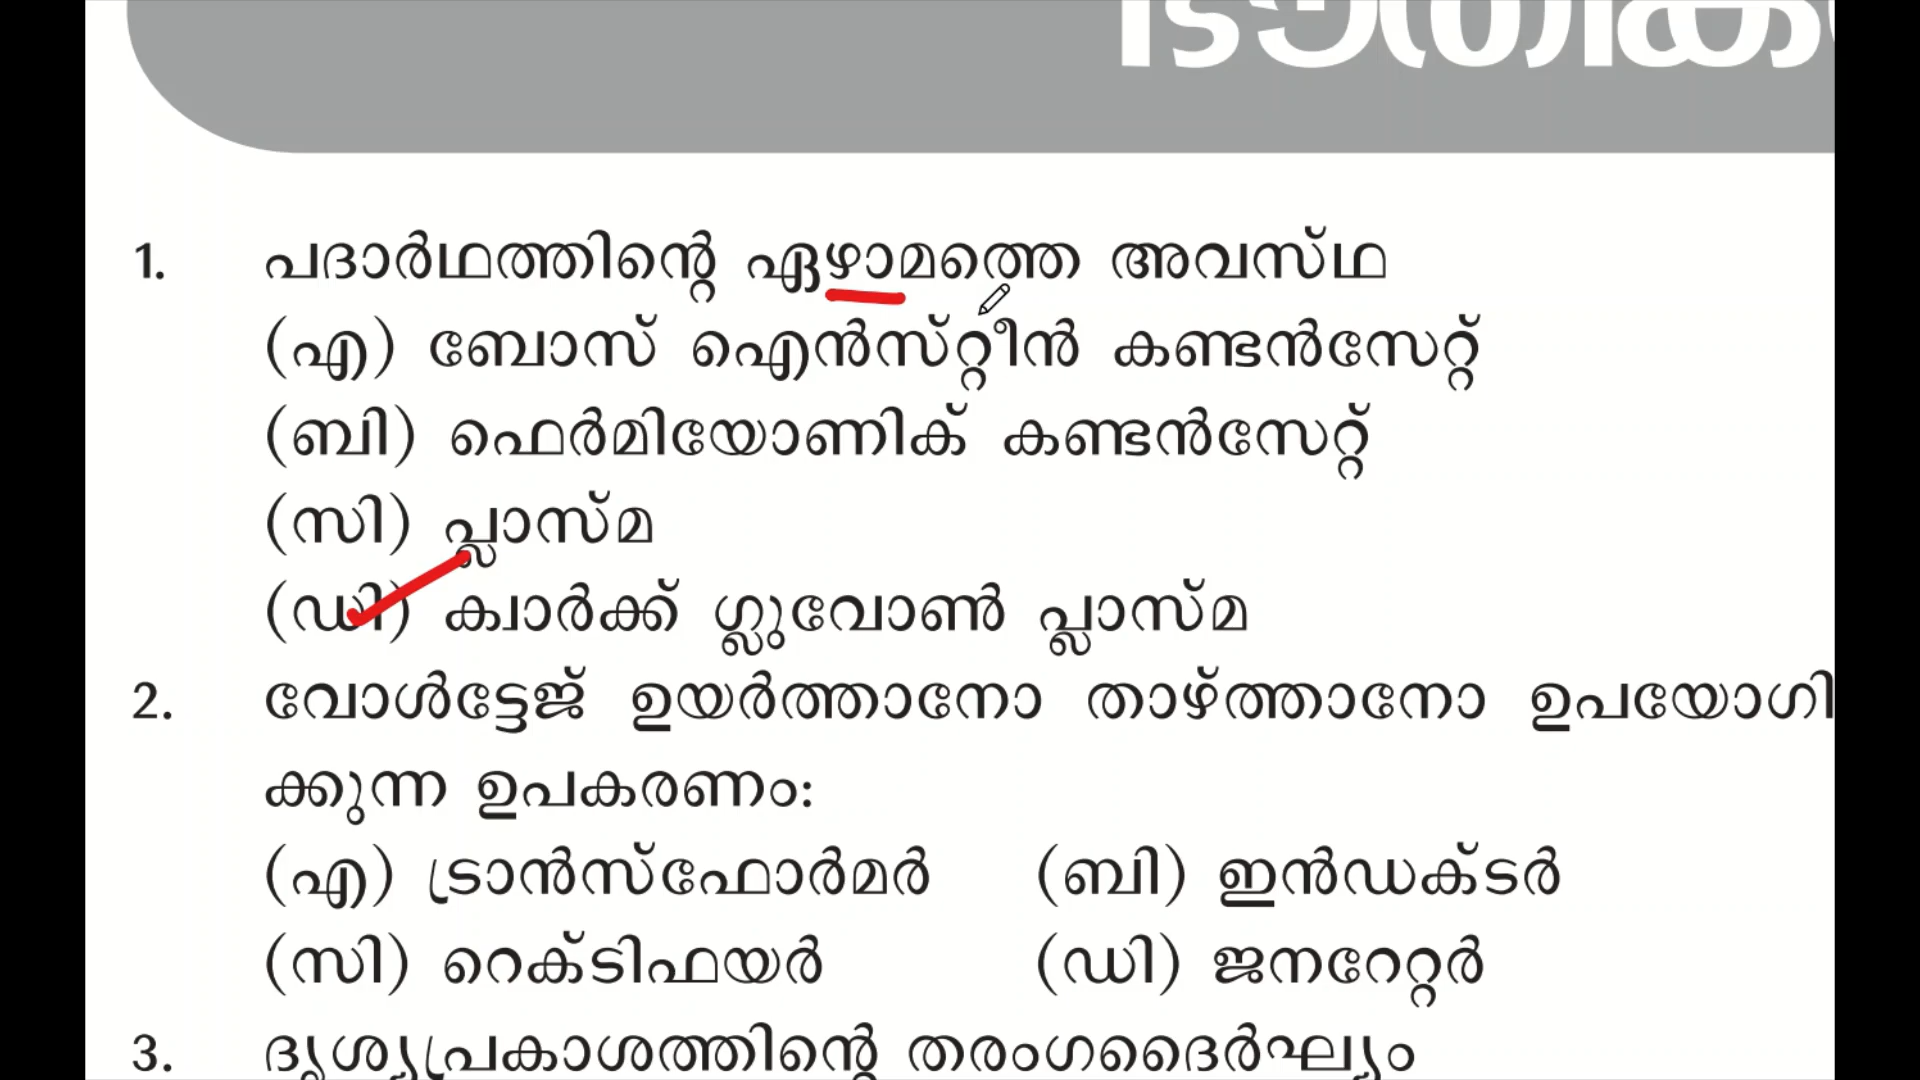 1. പദാർഥത്തിന്റെ ഏഴാമത്തെ അവസ്ഥ
(എ) ബോസ് ഐൻസ്റ്റീൻ കണ്ടൻസേറ്റ്
(ബി) ഫെർമിയോണിക് കണ്ടൻസേറ്റ്
(സി) പ്ലാസ്മ
(ഡി) ക്വാർക്ക് ഗ്ലുവോൺ പ്ലാസ്മ
2. വോൾട്ടേജ് ഉയർത്താനോ താഴ്ത്താനോ ഉപയോഗി
ക്കുന്ന ഉപകരണം:
(എ) ട്രാൻസ്ഫോർമർ (ബി) ഇൻഡക്ടർ
(സി) റെക്ടിഫയർ (ഡി) ജനറേറ്റർ
3. ദൃശ്യപ്രകാശത്തിന്റെ തരംഗദൈർഘ്യം